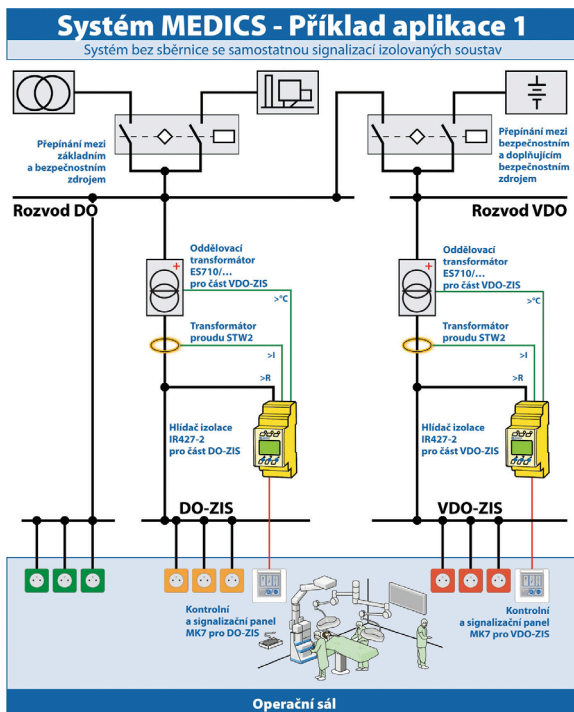 Systém MEDICS - Příklad aplikace 1
Systém bez sběrnice se samostatnou signalizací izolovaných soustav
Přepínání mezi
základním
a bezpečnostním
zdrojem
Přepínání mezi
bezpečnostním
a doplňujícím
bezpečnostním
zdrojem
Rozvod DO
Rozvod VDO
Oddělovací
transformátor
ES710/...
pro část VDO-ZIS
>°C
Transformátor
proudu STW2
>I
>R
Hlídač izolace
IR427-2
pro část DO-ZIS
Oddělovací
transformátor
ES710/...
pro část VDO-ZIS
>°C
Transformátor
proudu STW2
>I
>R
Hlídač izolace
IR427-2
pro část VDO-ZIS
DO-ZIS
VDO-ZIS
Kontrolní
a signalizační panel
MK7 pro DO-ZIS
Kontrolní
a signalizační panel
MK7 pro VDO-ZIS
Operační sál